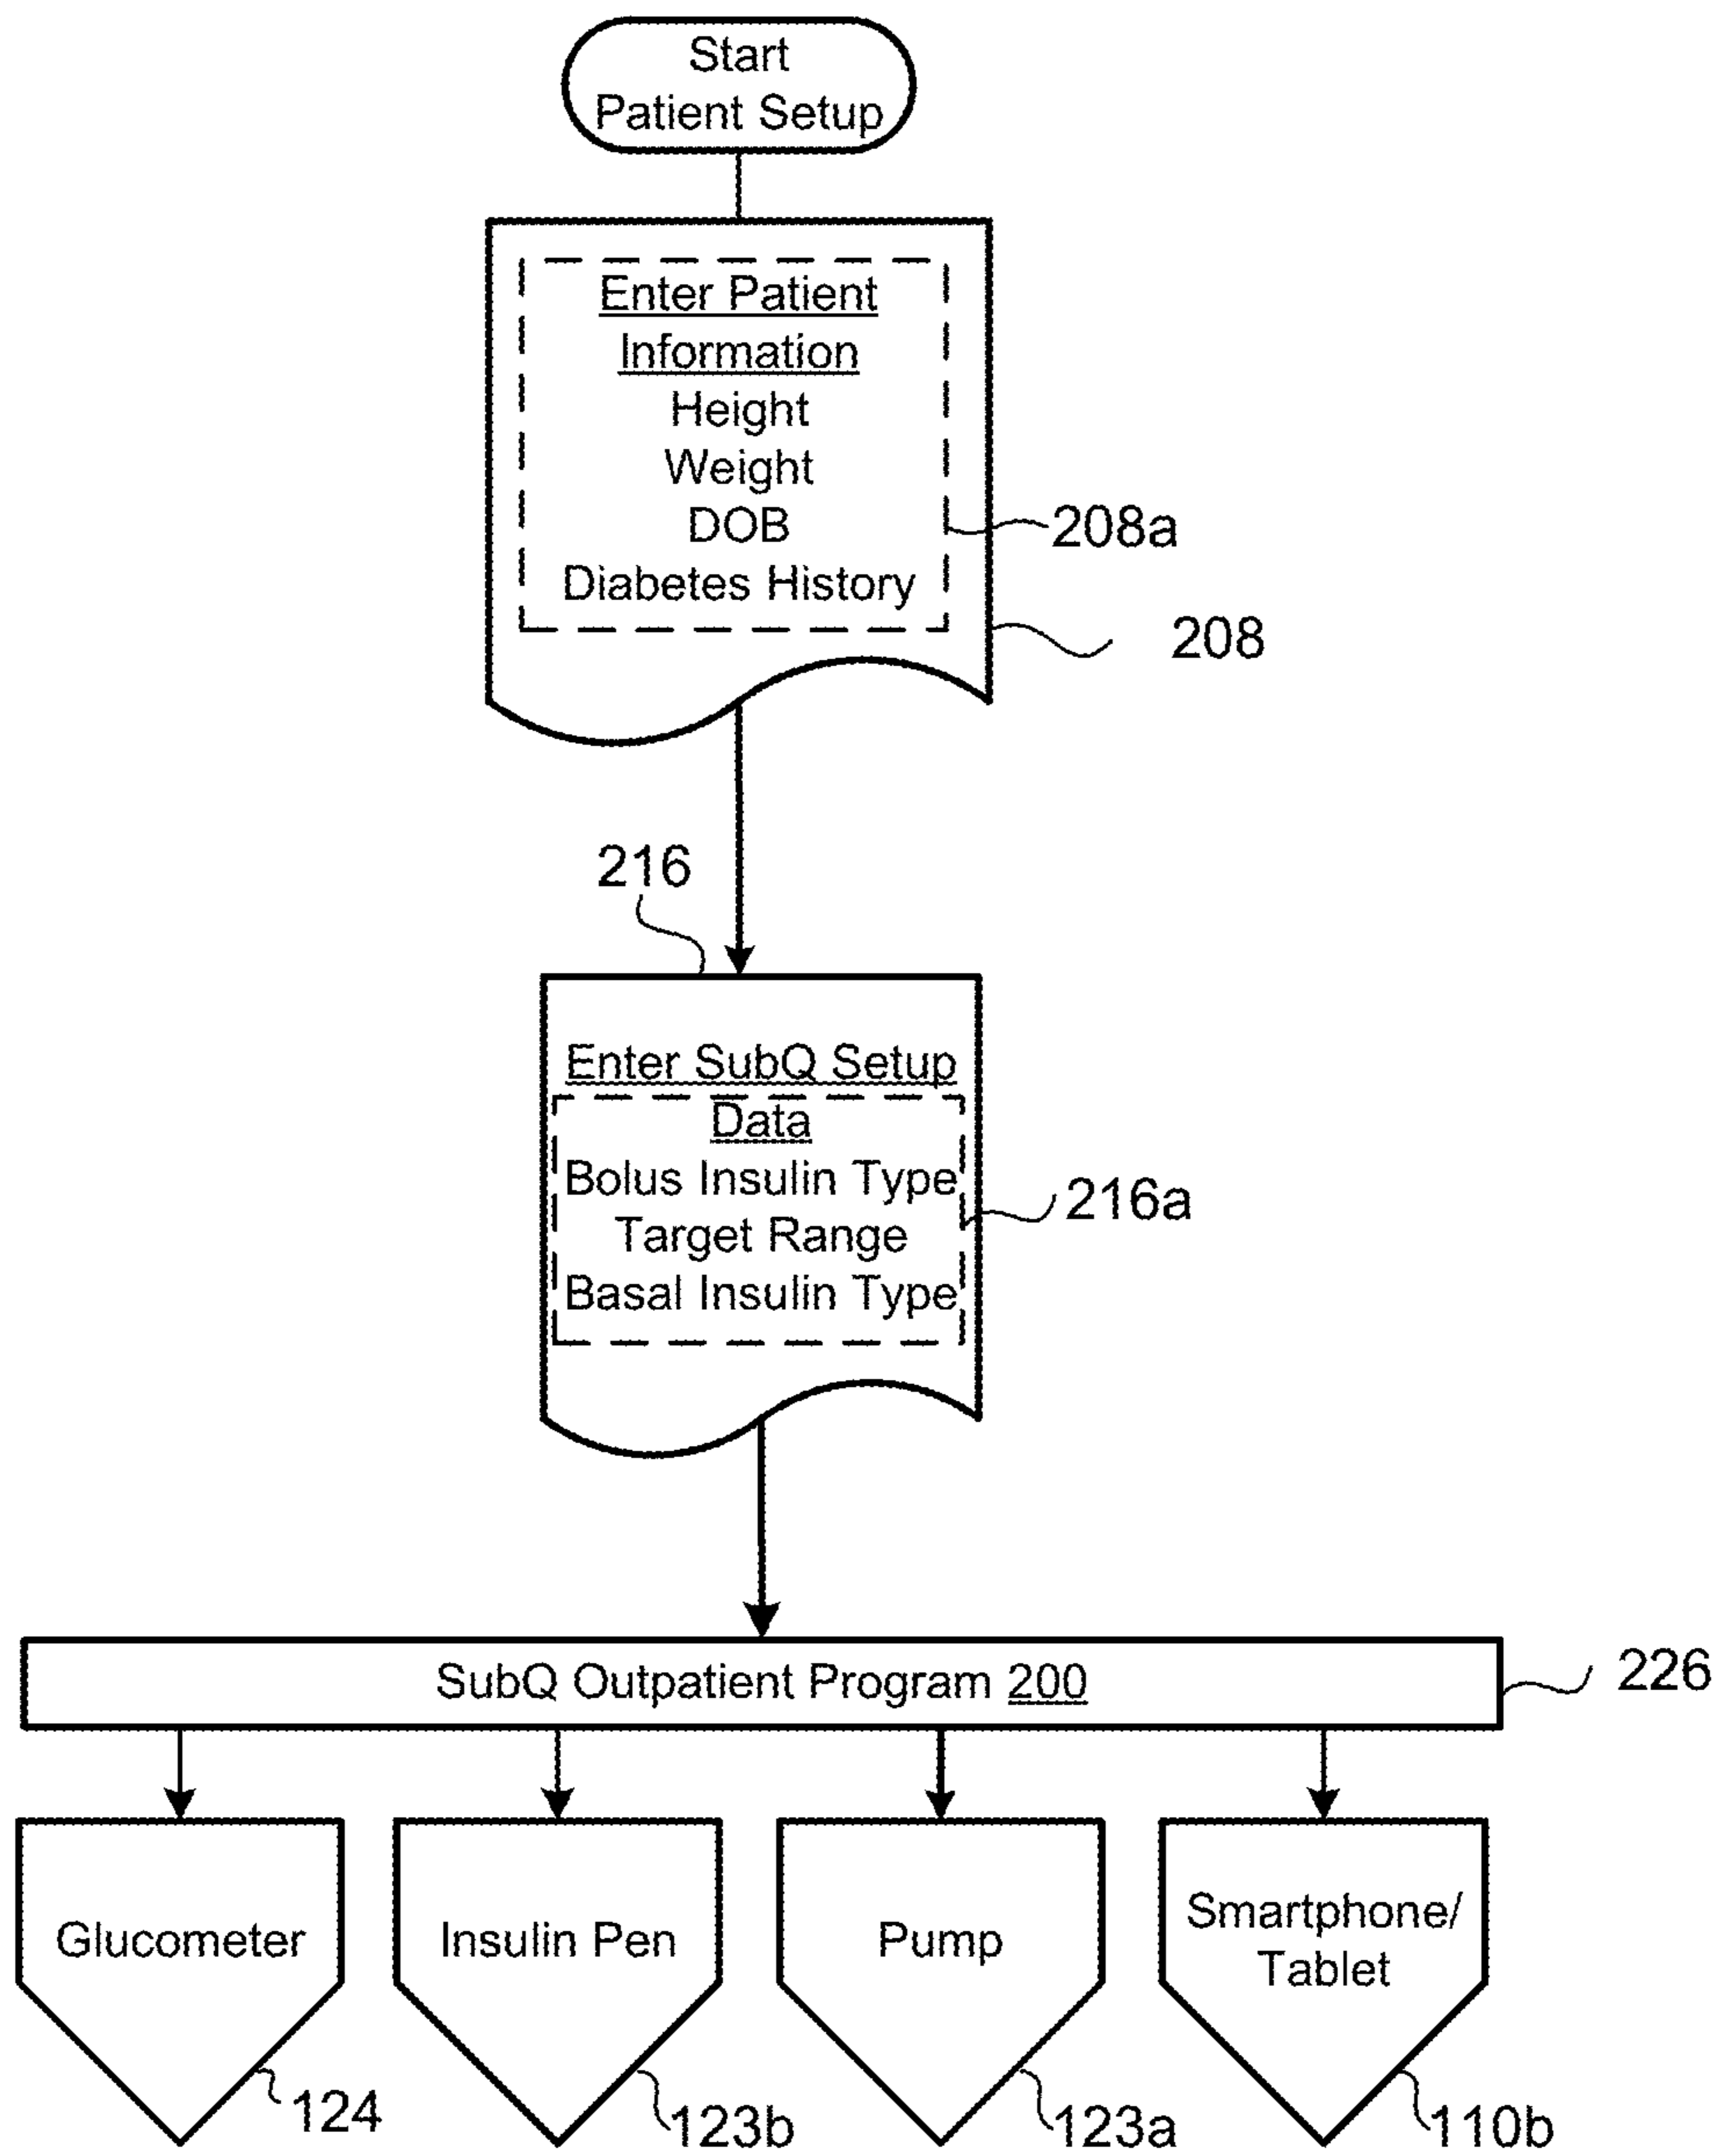 Start
Patient Setup
Enter Patient
Information
Height
Weight
DOB
Diabetes History
208a
208
216
Enter SubQ Setup
Data
Bolus Insulin Type
Target Range
Basal Insulin Type
216a
SubQ Outpatient Program 200
226
Glucometer
Insulin Pen
Pump
Smartphone/
Tablet
124
123b
123a
110b